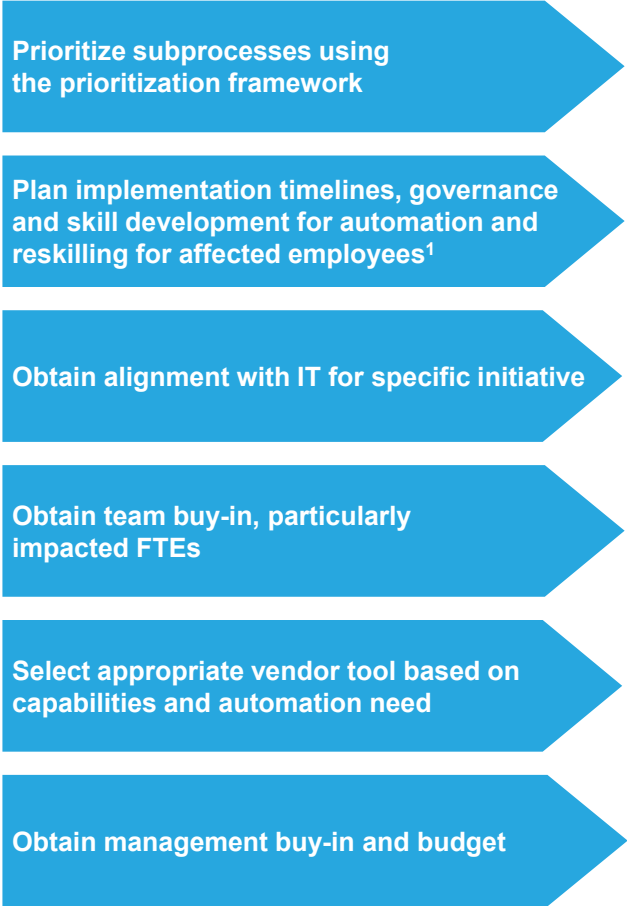 Prioritize subprocesses using
the prioritization framework
Plan implementation timelines, governance
and skill development for automation and
reskilling for affected employees¹
Obtain alignment with IT for specific initiative
Obtain team buy-in, particularly
impacted FTEs
Select appropriate vendor tool based on
capabilities and automation need
Obtain management buy-in and budget